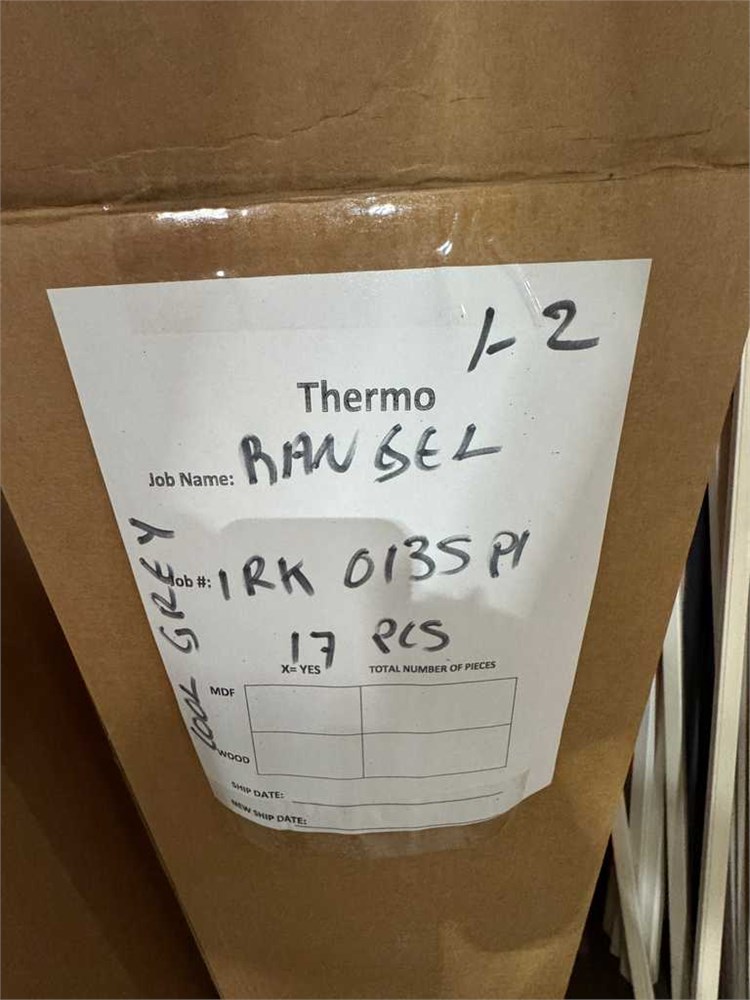 1-2
Thermo
Job Name: RANGEL
Job #: IRK 0135 P1
COOL GREY
17 PCS
X= YES TOTAL NUMBER OF PIECES
MDF
WOOD
SHIP DATE:
NEW SHIP DATE: